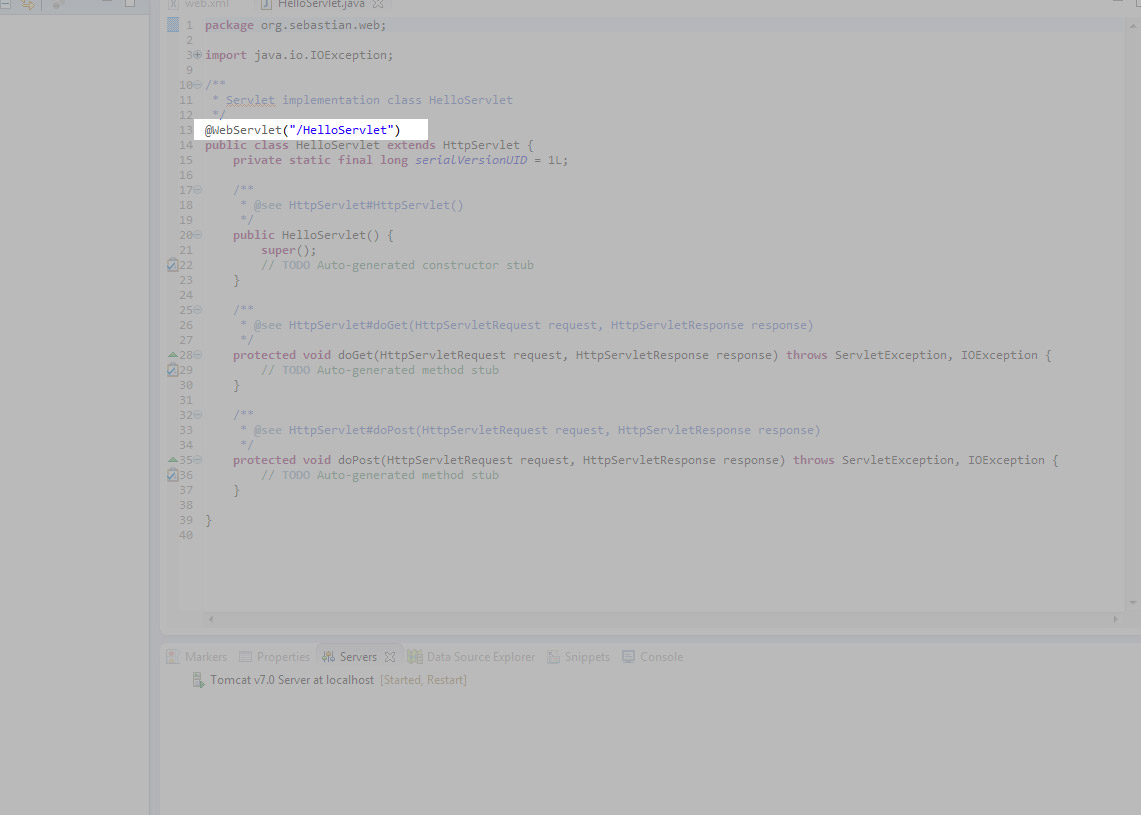 web.xml HelloServlet.java
1 package org.sebastian.web;
2
3 import java.io.IOException;
9
10 /**
11 * Servlet implementation class HelloServlet
12 */
13 @WebServlet("/HelloServlet")
14 public class HelloServlet extends HttpServlet {
15 private static final long serialVersionUID = 1L;
16
17 /**
18 * @see HttpServlet#HttpServlet()
19 */
20 public HelloServlet() {
21 super();
22 // TODO Auto-generated constructor stub
23 }
24
25 /**
26 * @see HttpServlet#doGet(HttpServletRequest request, HttpServletResponse response)
27 */
28 protected void doGet(HttpServletRequest request, HttpServletResponse response) throws ServletException, IOException {
29 // TODO Auto-generated method stub
30 }
31
32 /**
33 * @see HttpServlet#doPost(HttpServletRequest request, HttpServletResponse response)
34 */
35 protected void doPost(HttpServletRequest request, HttpServletResponse response) throws ServletException, IOException {
36 // TODO Auto-generated method stub
37 }
38
39 }
40
Markers Properties Servers Data Source Explorer Snippets Console
Tomcat v7.0 Server at localhost [Started, Restart]